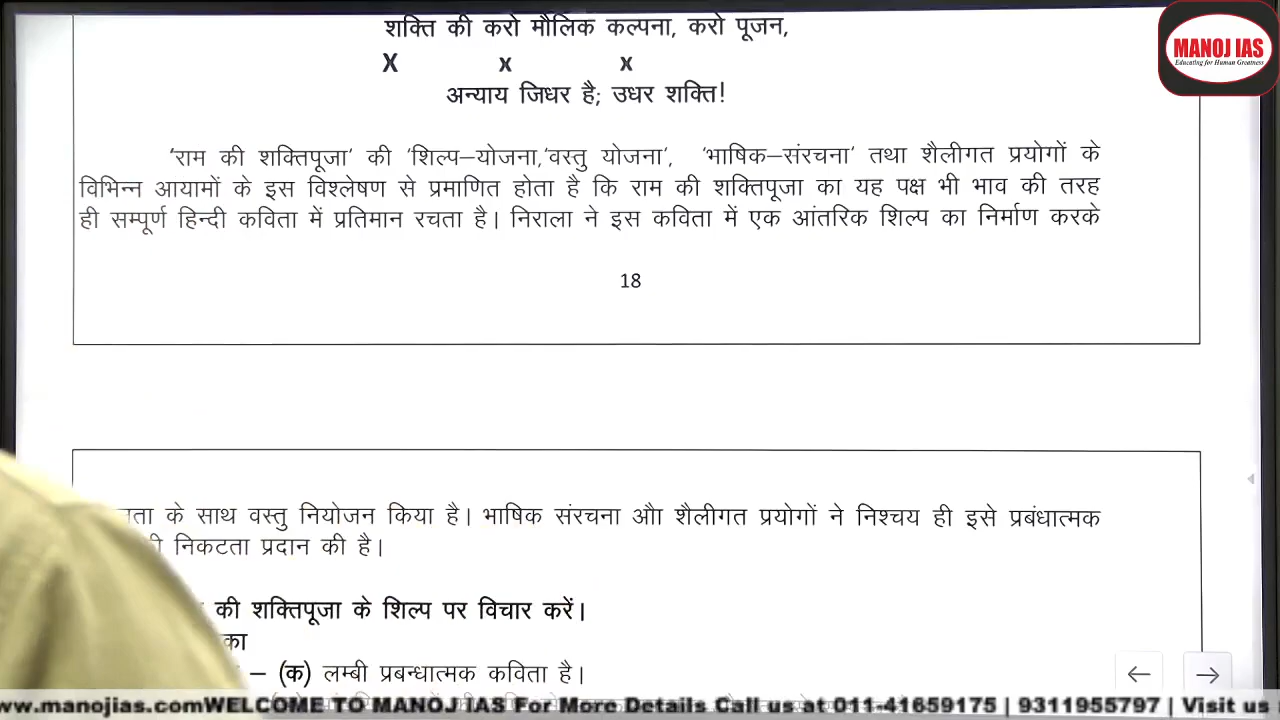 शक्ति की करो मौलिक कल्पना, करो पूजन,
X x x
अन्याय जिधर है; उधर शक्ति!
MANOJ IAS
Educating for Human Greatness
'राम की शक्तिपूजा' की 'शिल्प–योजना,'वस्तु योजना', 'भाषिक–संरचना' तथा शैलीगत प्रयोगों के
विभिन्न आयामों के इस विश्लेषण से प्रमाणित होता है कि राम की शक्तिपूजा का यह पक्ष भी भाव की तरह
ही सम्पूर्ण हिन्दी कविता में प्रतिमान रचता है। निराला ने इस कविता में एक आंतरिक शिल्प का निर्माण करके
18
के साथ वस्तु नियोजन किया है। भाषिक संरचना औा शैलीगत प्रयोगों ने निश्चय ही इसे प्रबंधात्मक
निकटता प्रदान की है।
की शक्तिपूजा के शिल्प पर विचार करें।
– (क) लम्बी प्रबन्धात्मक कविता है।
www.manojias.comWELCOME TO MANOJ IAS For More Details Call us at 011-41659175 | 9311955797 | Visit us